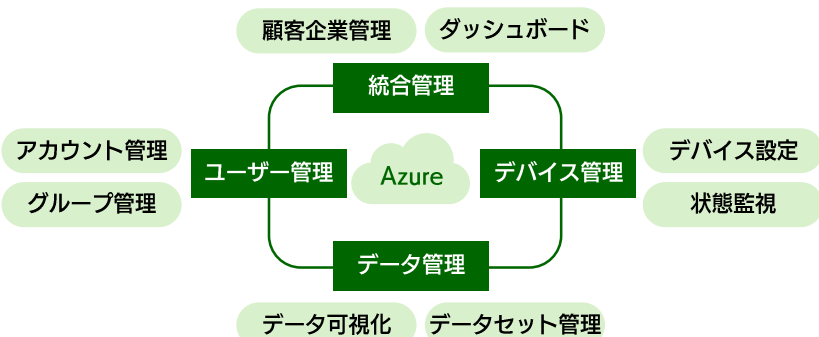 顧客企業管理
ダッシュボード
統合管理
アカウント管理
グループ管理
ユーザー管理
Azure
デバイス管理
デバイス設定
状態監視
データ管理
データ可視化
データセット管理